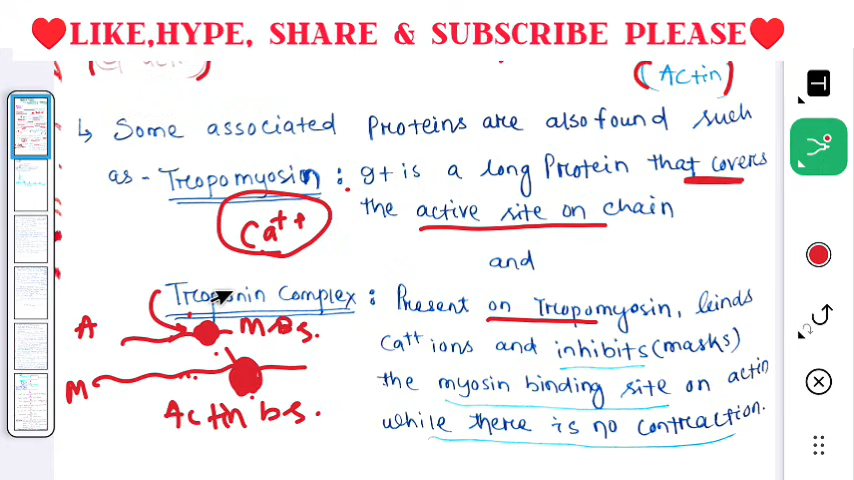 LIKE,HYPE, SHARE & SUBSCRIBE PLEASE
(Actin)
↳ Some associated Proteins are also found such
as - Tropomyosin : It is a long Protein that covers
the active site on chain
Ca++
and
Troponin Complex : Present on Tropomyosin, binds
Ca++ ions and inhibits (masks)
the myosin binding site on actin
while there is no contraction.
A M B s.
M
Actin b s.
T